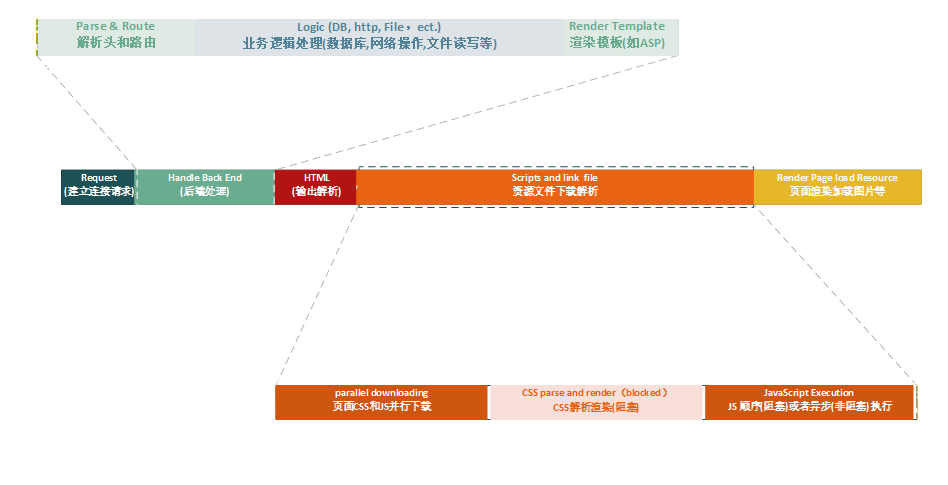 Parse & Route
解析头和路由
Logic (DB, http, File，ect.)
业务逻辑处理(数据库,网络操作,文件读写等)
Render Template
渲染模板(如ASP)
Request
(建立连接请求)
Handle Back End
(后端处理)
HTML
(输出解析)
Scripts and link file
资源文件下载解析
Render Page load Resource
页面渲染加载图片等
parallel downloading
页面CSS和JS并行下载
CSS parse and render（blocked）
CSS解析渲染(阻塞)
JavaScript Execution
JS 顺序(阻塞)或者异步(非阻塞)执行